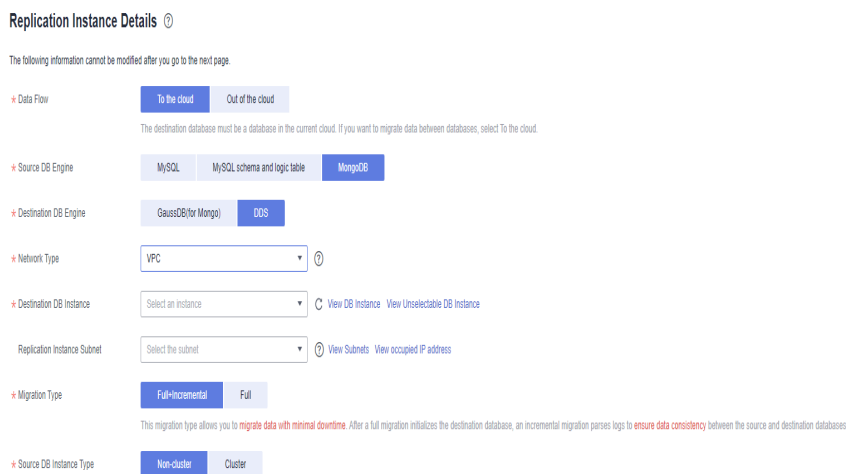 Replication Instance Details ?
The following information cannot be modified after you go to the next page.
* Data Flow To the cloud Out of the cloud
The destination database must be a database in the current cloud. If you want to migrate data between databases, select To the cloud.
* Source DB Engine MySQL MySQL schema and logic table MongoDB
* Destination DB Engine GaussDB(for Mongo) DDS
* Network Type VPC ?
* Destination DB Instance Select an instance View DB Instance View Unselectable DB Instance
Replication Instance Subnet Select the subnet ? View Subnets View occupied IP address
* Migration Type Full+Incremental Full
This migration type allows you to migrate data with minimal downtime. After a full migration initializes the destination database, an incremental migration parses logs to ensure data consistency between the source and destination databases
* Source DB Instance Type Non-cluster Cluster